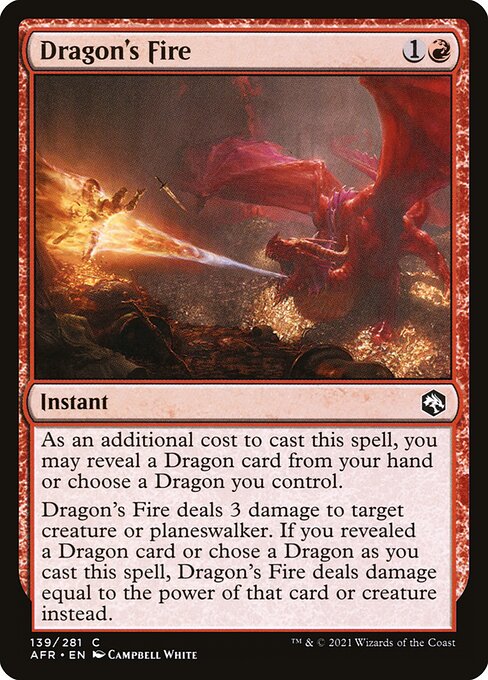 Dragon's Fire 1
Instant
As an additional cost to cast this spell, you
may reveal a Dragon card from your hand
or choose a Dragon you control.
Dragon's Fire deals 3 damage to target
creature or planeswalker. If you revealed
a Dragon card or chose a Dragon as you
cast this spell, Dragon's Fire deals damage
equal to the power of that card or creature
instead.
139/281 C
™ & © 2021 Wizards of the Coast
AFR • EN Campbell White